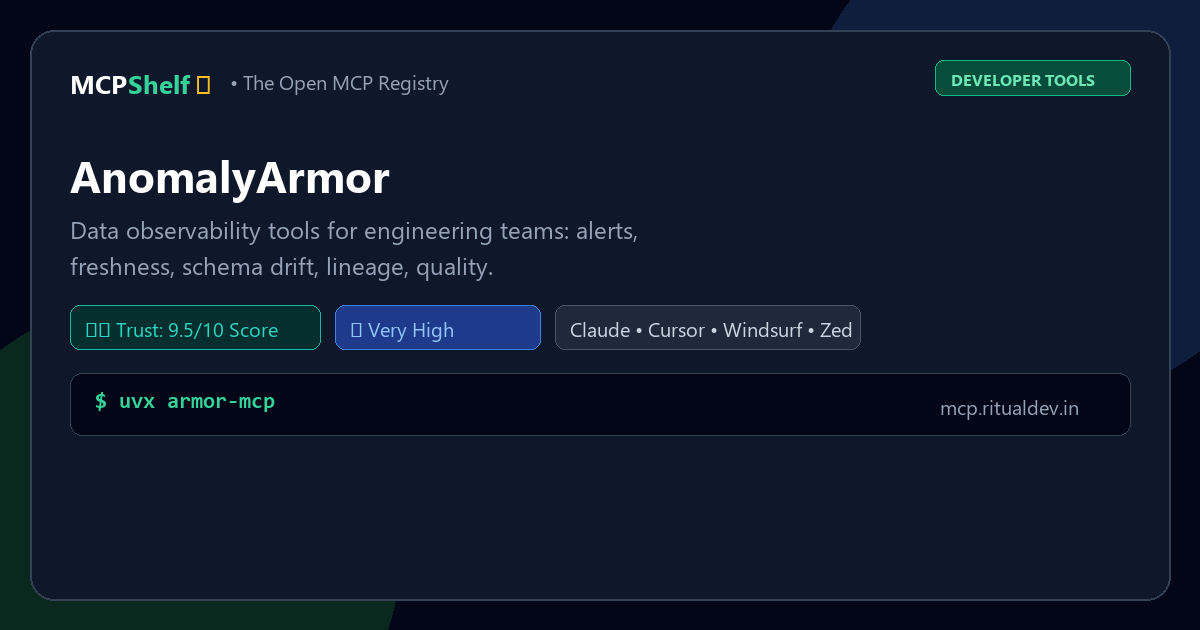 MCPShelf • The Open MCP Registry
DEVELOPER TOOLS
AnomalyArmor
Data observability tools for engineering teams: alerts,
freshness, schema drift, lineage, quality.
Trust: 9.5/10 Score
Very High
Claude • Cursor • Windsurf • Zed
$ uvx armor-mcp
mcp.ritualdev.in